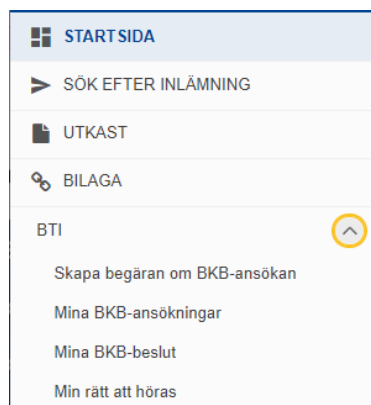 STARTSIDA
SÖK EFTER INLÄMNING
UTKAST
BILAGA
BTI
Skapa begäran om BKB-ansökan
Mina BKB-ansökningar
Mina BKB-beslut
Min rätt att höras